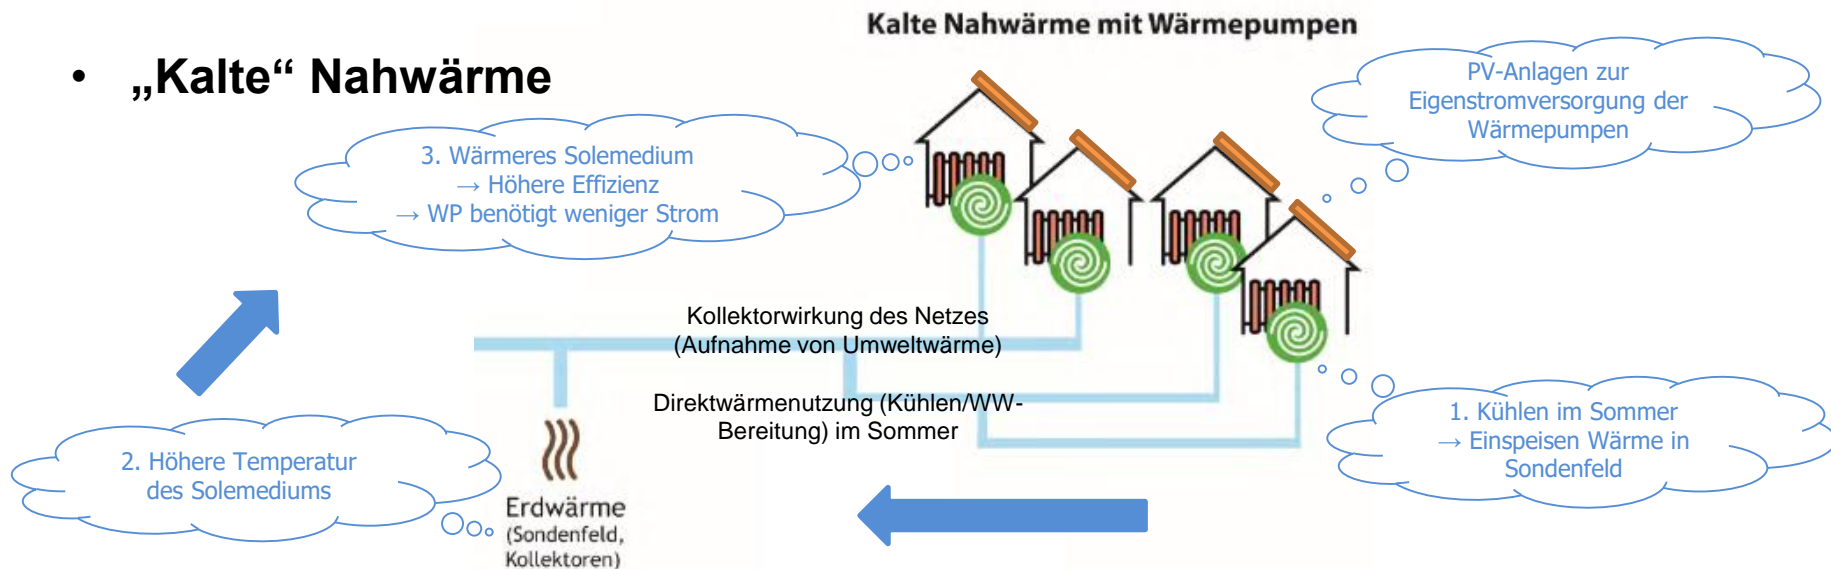 Kalte Nahwärme mit Wärmepumpen
• „Kalte“ Nahwärme
PV-Anlagen zur
Eigenstromversorgung der
Wärmepumpen
3. Wärmeres Solemedium
→ Höhere Effizienz
→ WP benötigt weniger Strom
Kollektorwirkung des Netzes
(Aufnahme von Umweltwärme)
Direktwärmenutzung (Kühlen/WW-
Bereitung) im Sommer
1. Kühlen im Sommer
→ Einspeisen Wärme in
Sondenfeld
2. Höhere Temperatur
des Solemediums
Erdwärme
(Sondenfeld,
Kollektoren)